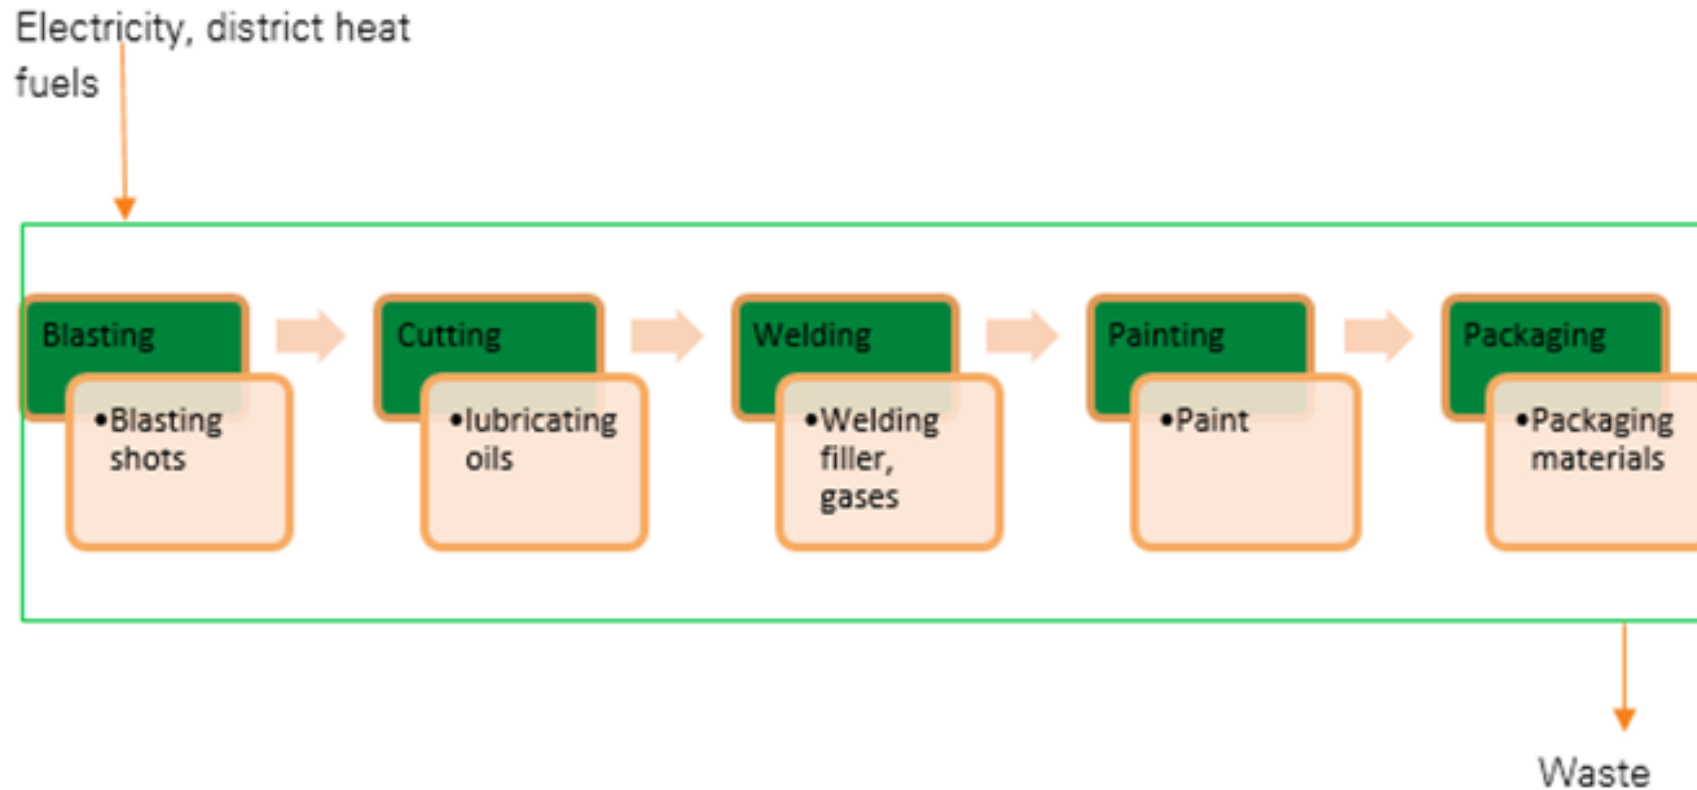 Electricity, district heat
fuels
Blasting
•Blasting
shots
Cutting
•lubricating
oils
Welding
•Welding
filler,
gases
Painting
•Paint
Packaging
•Packaging
materials
Waste